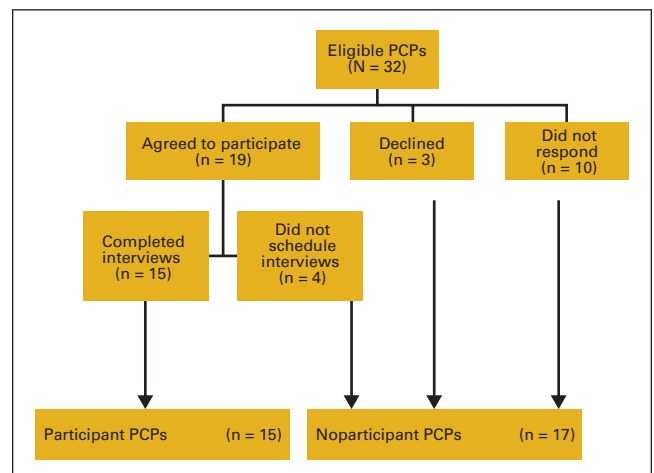 Eligible PCPs
(N = 32)
Agreed to participate
(n = 19)
Declined
(n = 3)
Did not
respond
(n = 10)
Completed
interviews
(n = 15)
Did not
schedule
interviews
(n = 4)
Participant PCPs (n = 15)
Noparticipant PCPs (n = 17)